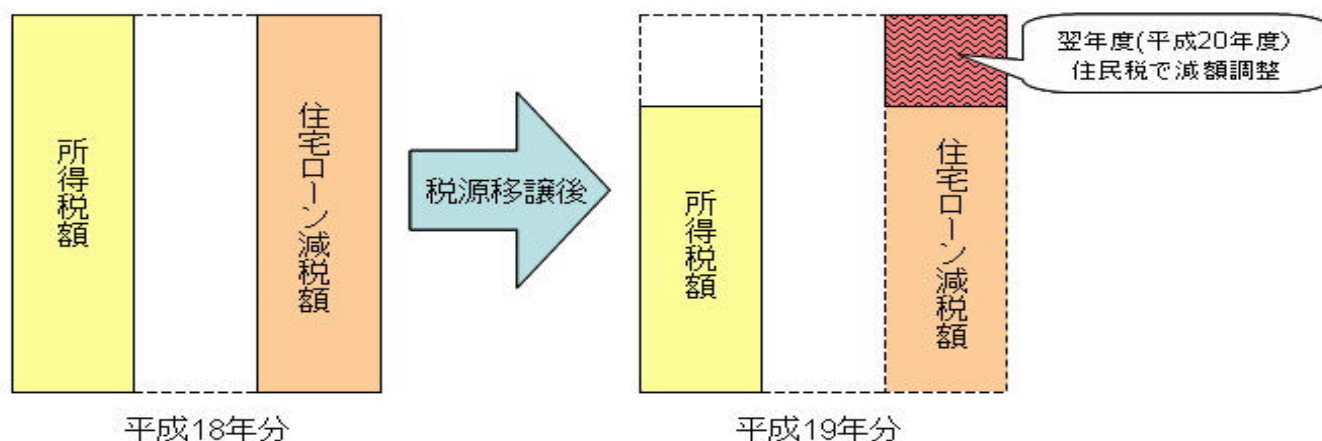 所得税額
住宅ローン減税額
平成18年分
税源移譲後
所得税額
住宅ローン減税額
翌年度(平成20年度)
住民税で減額調整
平成19年分